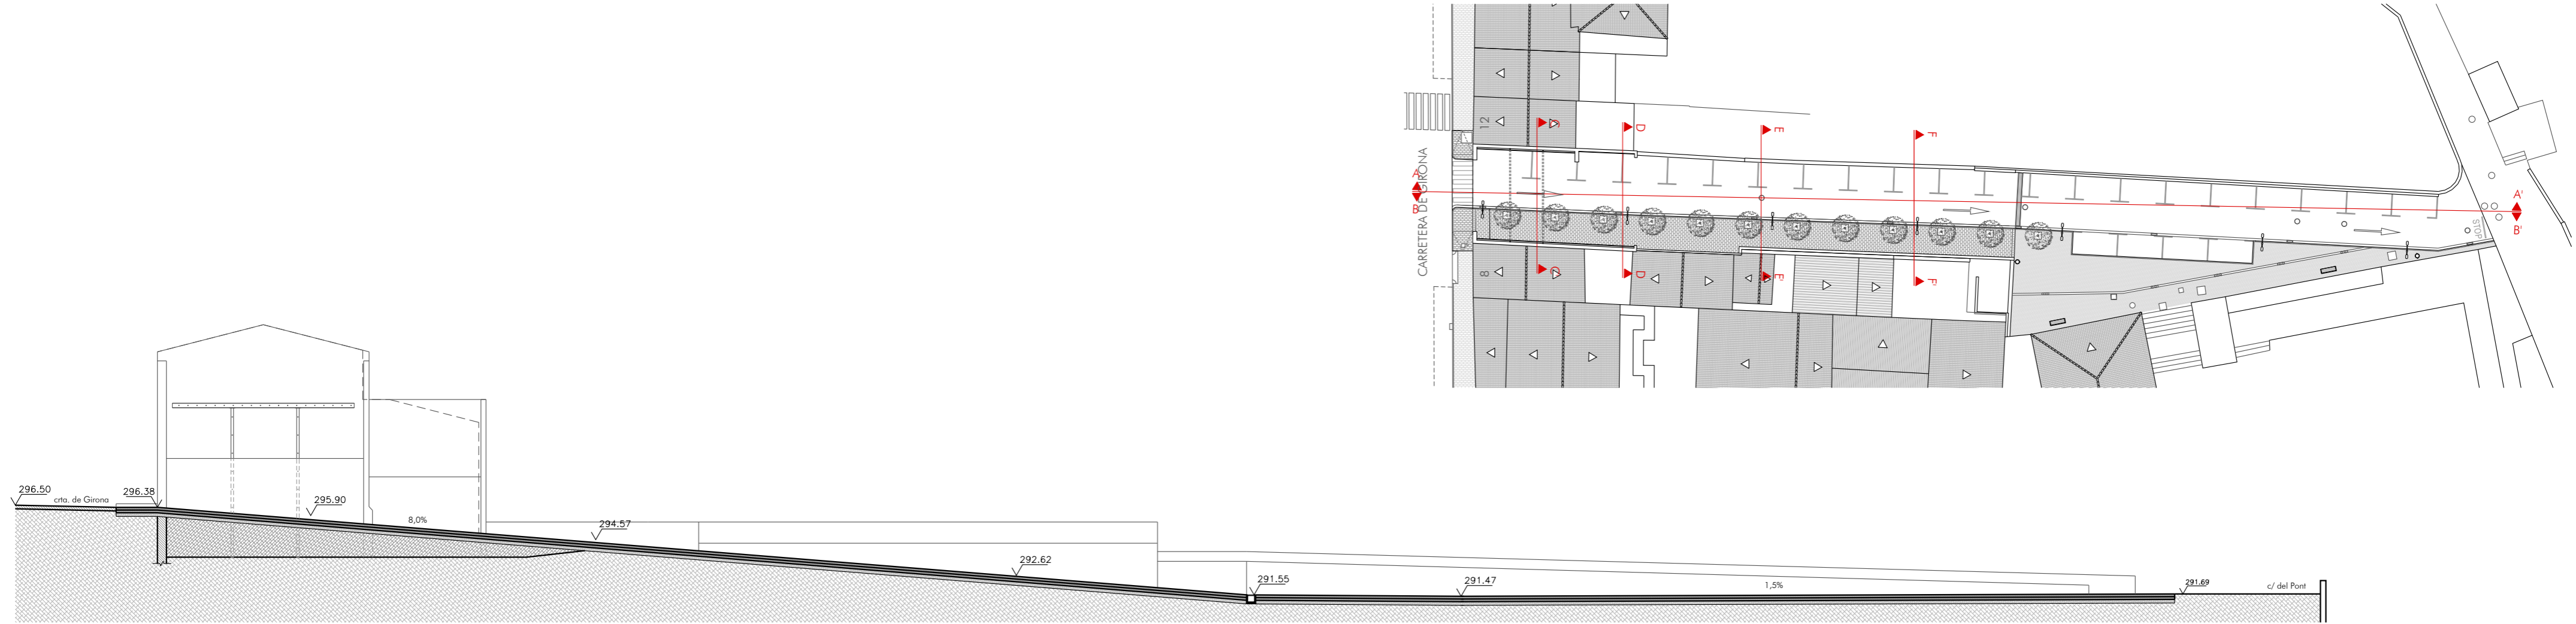 12
C
D
E
F
A
A'
B
B'
CARRETERA DE GIRONA
STOP
8
C
D
E
F
296.50
crta. de Girona
296.38
295.90
8,0%
294.57
292.62
291.55
291.47
1,5%
291.69
c/ del Pont